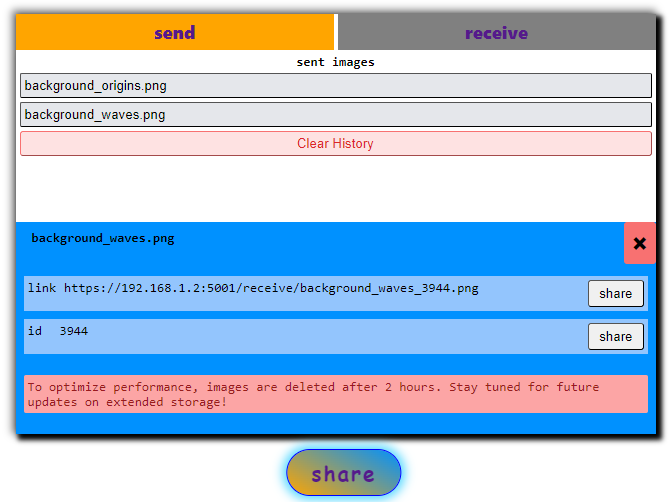 send
receive
sent images
background_origins.png
background_waves.png
Clear History
background_waves.png
link https://192.168.1.2:5001/receive/background_waves_3944.png
share
id 3944
share
To optimize performance, images are deleted after 2 hours. Stay tuned for future
updates on extended storage!
share